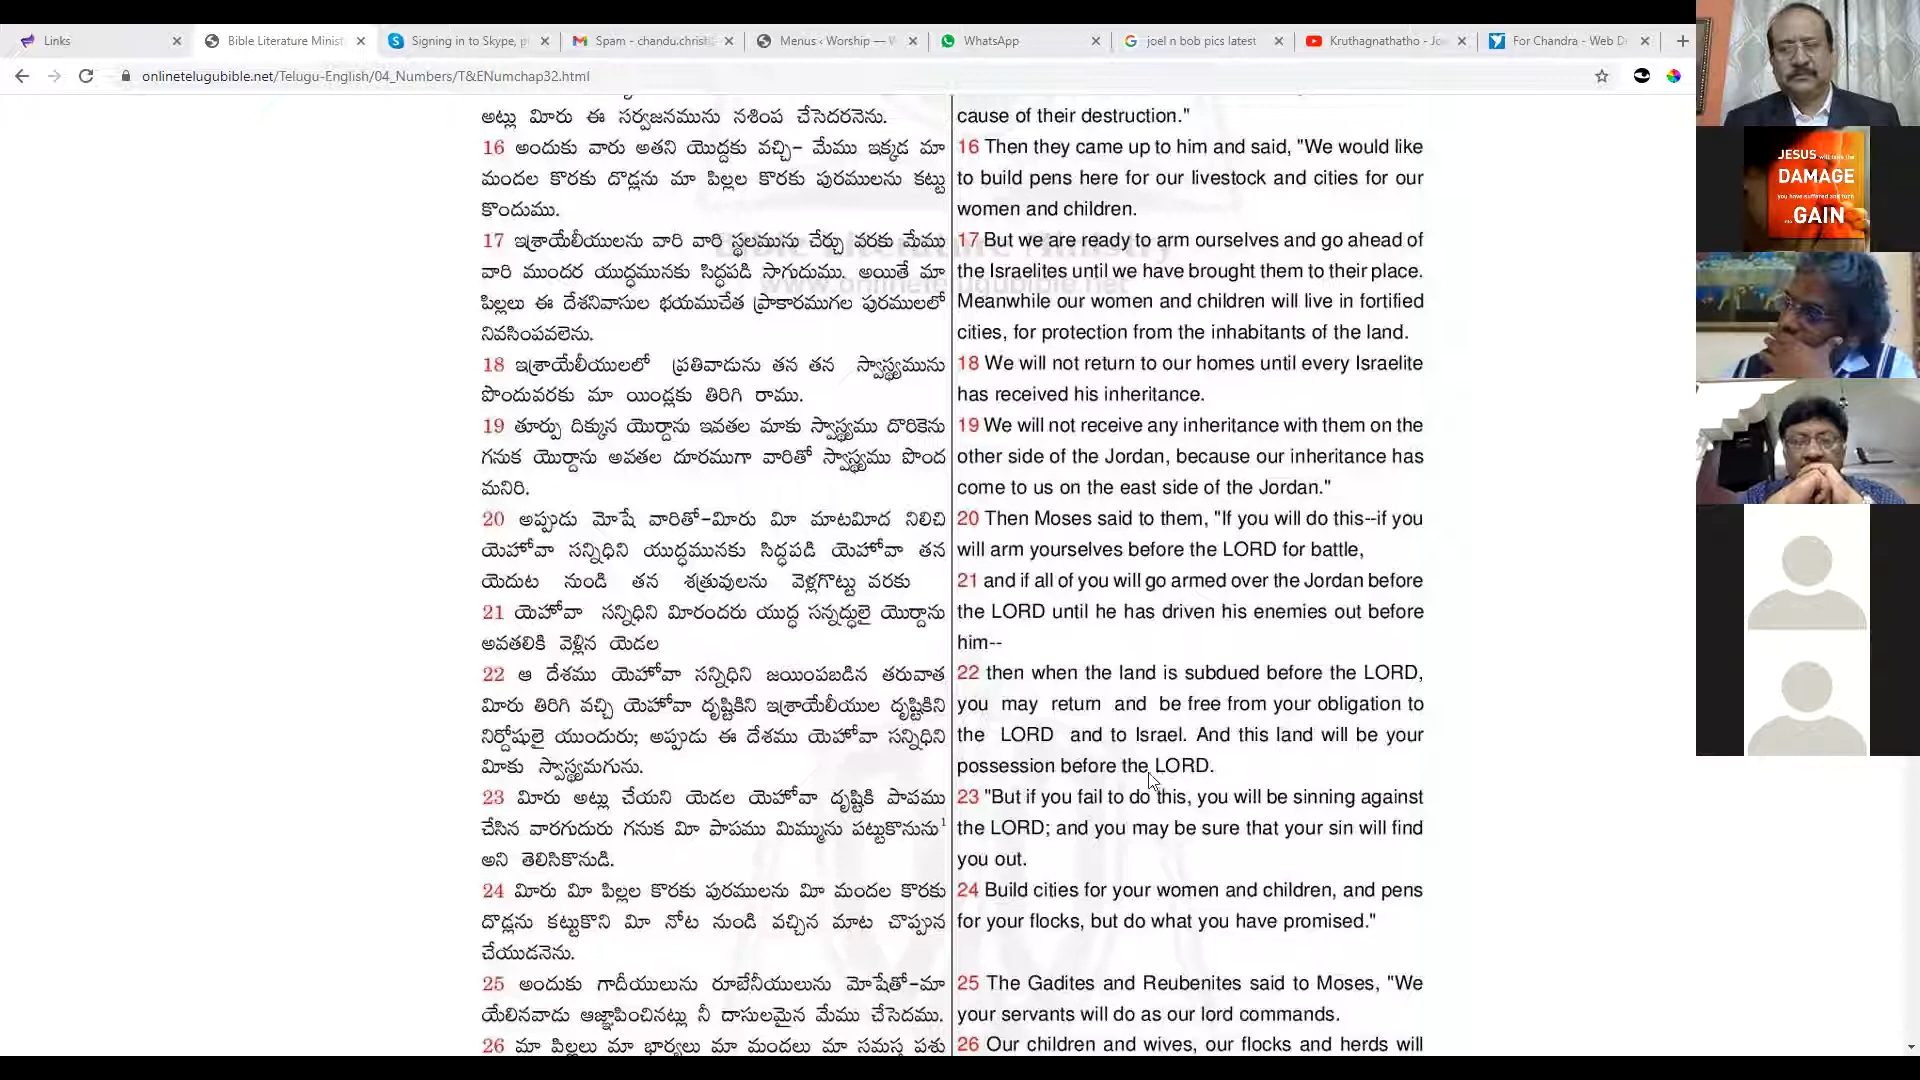 Links
Bible Literature Minist
Signing in to Skype, p
Spam - chandu.christi
Menus ‹ Worship — W
WhatsApp
joel n bob pics latest
Kruthagnathatho - Jo
For Chandra - Web D
onlinetelugubible.net/Telugu-English/04_Numbers/T&ENumchap32.html
అట్లు మీరు ఈ సర్వజనమును నశింప చేసెదరనెను.
16 అందుకు వారు అతని యొద్దకు వచ్చి- మేము ఇక్కడ మా
మందల కొరకు దొడ్లను మా పిల్లల కొరకు పురములను కట్టు
కొందుము.
17 ఇశ్రాయేలీయులను వారి వారి స్థలమును చేర్చు వరకు మేము
వారి ముందర యుద్ధమునకు సిద్ధపడి సాగుదుము. అయితే మా
పిల్లలు ఈ దేశనివాసుల భయముచేత ప్రాకారముగల పురములలో
నివసింపవలెను.
18 ఇశ్రాయేలీయులలో ప్రతివాడును తన తన స్వాస్థ్యమును
పొందువరకు మా యిండ్లకు తిరిగి రాము.
19 తూర్పు దిక్కున యొర్దాను ఇవతల మాకు స్వాస్థ్యము దొరికెను
గనుక యొర్దాను అవతల దూరముగా వారితో స్వాస్థ్యము పొంద
మనిరి.
20 అప్పుడు మోషే వారితో-మీరు మీ మాటమీద నిలిచి
యెహోవా సన్నిధిని యుద్ధమునకు సిద్ధపడి యెహోవా తన
యెదుట నుండి తన శత్రువులను వెళ్లగొట్టు వరకు
21 యెహోవా సన్నిధిని మీరందరు యుద్ధ సన్నద్ధులై యొర్దాను
అవతలికి వెళ్లిన యెడల
22 ఆ దేశము యెహోవా సన్నిధిని జయింపబడిన తరువాత
మీరు తిరిగి వచ్చి యెహోవా దృష్టికిని ఇశ్రాయేలీయుల దృష్టికిని
నిర్దోషులై యుందురు; అప్పుడు ఈ దేశము యెహోవా సన్నిధిని
మీకు స్వాస్థ్యమగును.
23 మీరు అట్లు చేయని యెడల యెహోవా దృష్టికి పాపము
చేసిన వారగుదురు గనుక మీ పాపము మిమ్మును పట్టుకొనును1
అని తెలిసికొనుడి.
24 మీరు మీ పిల్లల కొరకు పురములను మీ మందల కొరకు
దొడ్లను కట్టుకొని మీ నోట నుండి వచ్చిన మాట చొప్పున
చేయుడనెను.
25 అందుకు గాదీయులును రూబేనీయులును మోషేతో-మా
యేలినవాడు ఆజ్ఞాపించినట్లు నీ దాసులమైన మేము చేసెదము.
26 మా పిల్లలు మా భార్యలు మా మందలు మా సమస్త పశు
cause of their destruction."
16 Then they came up to him and said, "We would like
to build pens here for our livestock and cities for our
women and children.
17 But we are ready to arm ourselves and go ahead of
the Israelites until we have brought them to their place.
Meanwhile our women and children will live in fortified
cities, for protection from the inhabitants of the land.
18 We will not return to our homes until every Israelite
has received his inheritance.
19 We will not receive any inheritance with them on the
other side of the Jordan, because our inheritance has
come to us on the east side of the Jordan."
20 Then Moses said to them, "If you will do this--if you
will arm yourselves before the LORD for battle,
21 and if all of you will go armed over the Jordan before
the LORD until he has driven his enemies out before
him--
22 then when the land is subdued before the LORD,
you may return and be free from your obligation to
the LORD and to Israel. And this land will be your
possession before the LORD.
23 "But if you fail to do this, you will be sinning against
the LORD; and you may be sure that your sin will find
you out.
24 Build cities for your women and children, and pens
for your flocks, but do what you have promised."
25 The Gadites and Reubenites said to Moses, "We
your servants will do as our lord commands.
26 Our children and wives, our flocks and herds will
Bible Literature Ministry
www.onlinetelugubible.net
JESUS will turn the
DAMAGE
you have suffered and turn
GAIN